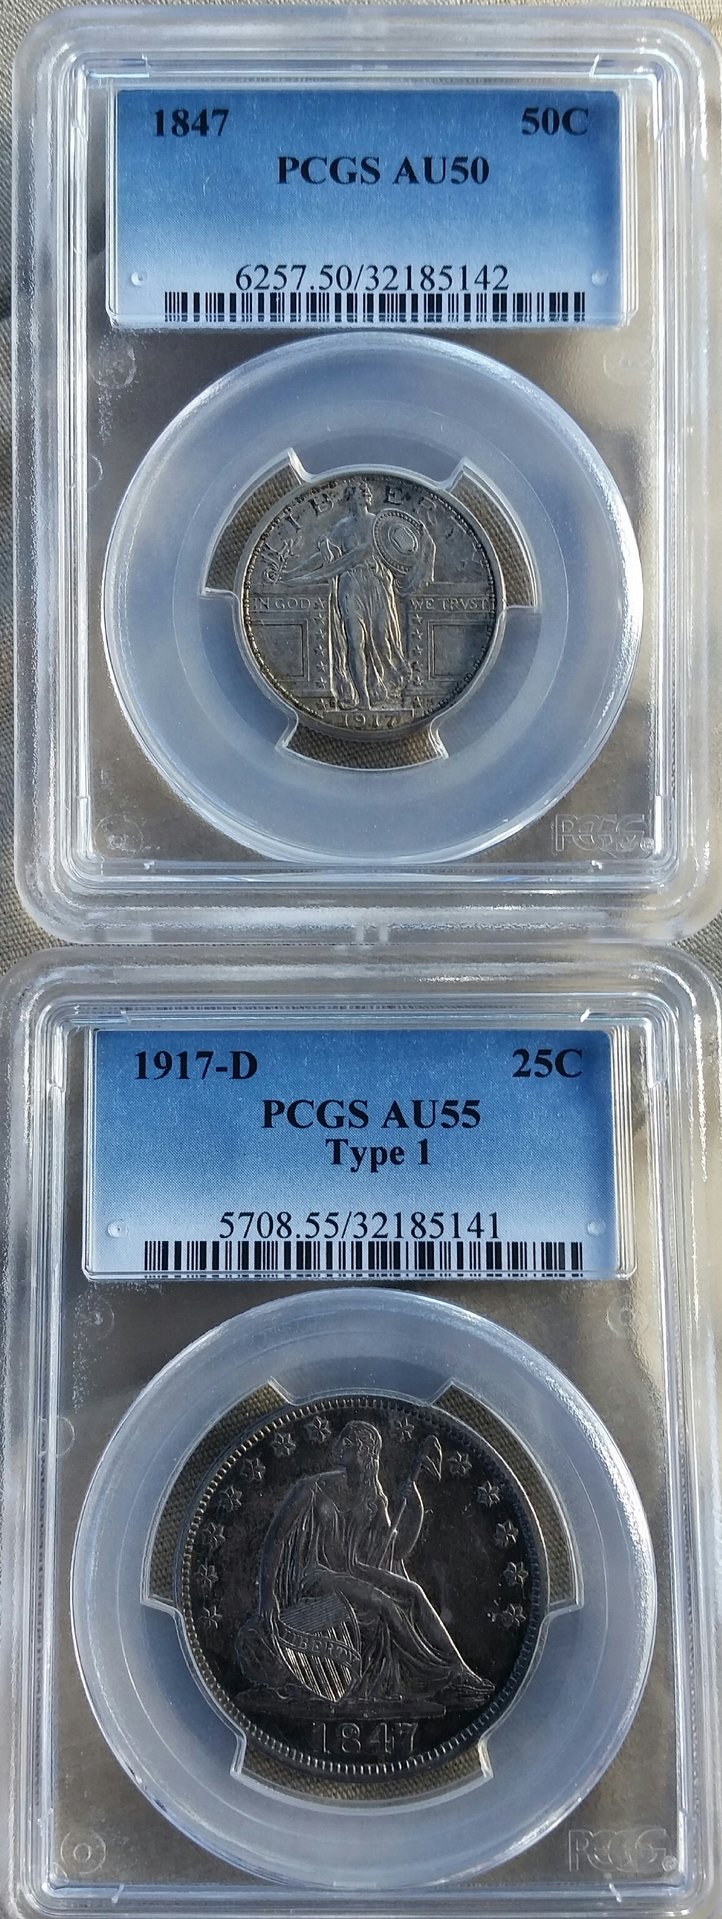 1847 50C
PCGS AU50
6257.50/32185142
LIBERTY
IN GOD WE TRVST
1917
PCGS
1917-D 25C
PCGS AU55
Type 1
5708.55/32185141
LIBERTY
1847
PCGS